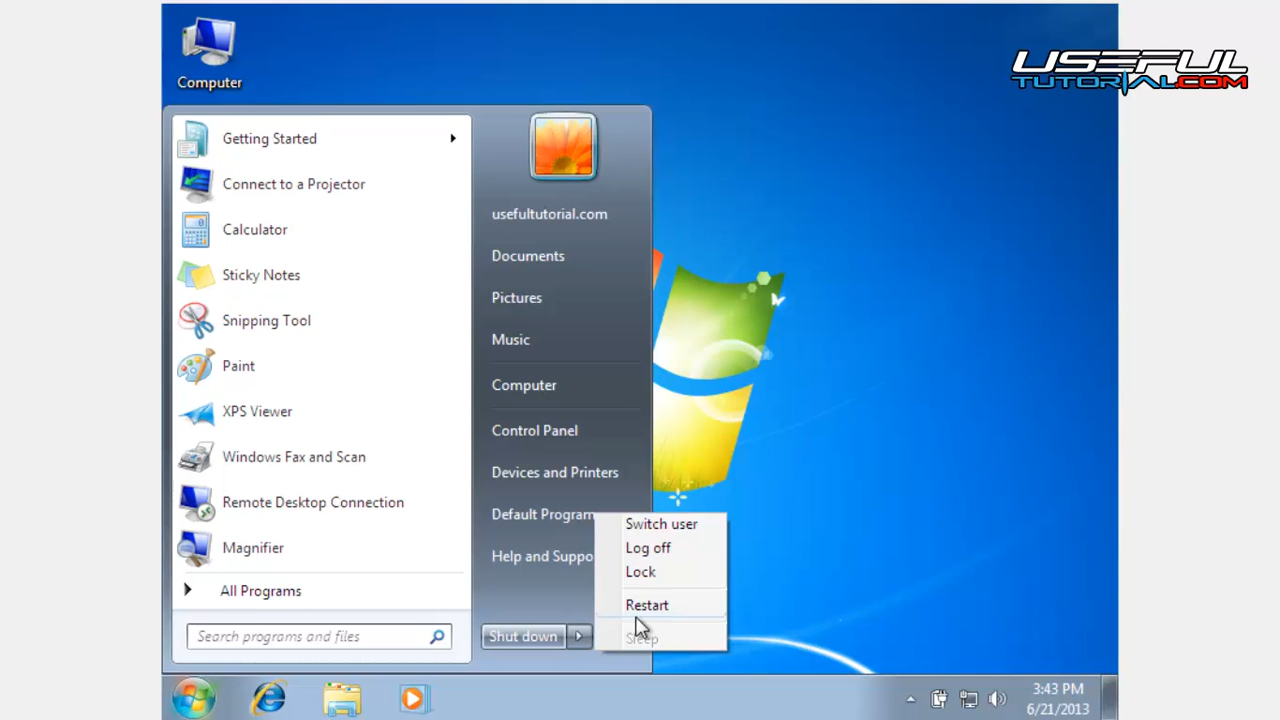 Computer
USEFUL
TUTORIAL.COM
Getting Started
Connect to a Projector
Calculator
Sticky Notes
Snipping Tool
Paint
XPS Viewer
Windows Fax and Scan
Remote Desktop Connection
Magnifier
All Programs
Search programs and files
usefultutorial.com
Documents
Pictures
Music
Computer
Control Panel
Devices and Printers
Default Program
Help and Suppo
Shut down
Switch user
Log off
Lock
Restart
Sleep
3:43 PM
6/21/2013